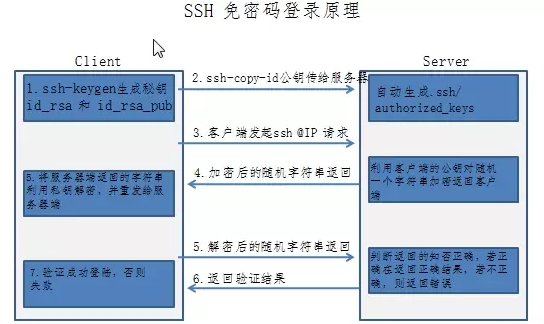 SSH 免密码登录原理
Client
Server
1. ssh-keygen生成秘钥
id_rsa 和 id_rsa_pub
2. ssh-copy-id公钥传给服务器
自动生成.ssh/
authorized_keys
3. 客户端发起ssh @IP 请求
4. 加密后的随机字符串返回
利用客户端的公钥对随机
一个字符串加密返回客户
端
5. 将服务器端返回的字符串
利用私钥解密，并重发给服
务器端
5. 解密后的随机字符串返回
判断返回的知否正确，若正
确在返回正确结果，若不正
确，则返回错误
6. 返回验证结果
7. 验证成功登陆，否则
失败